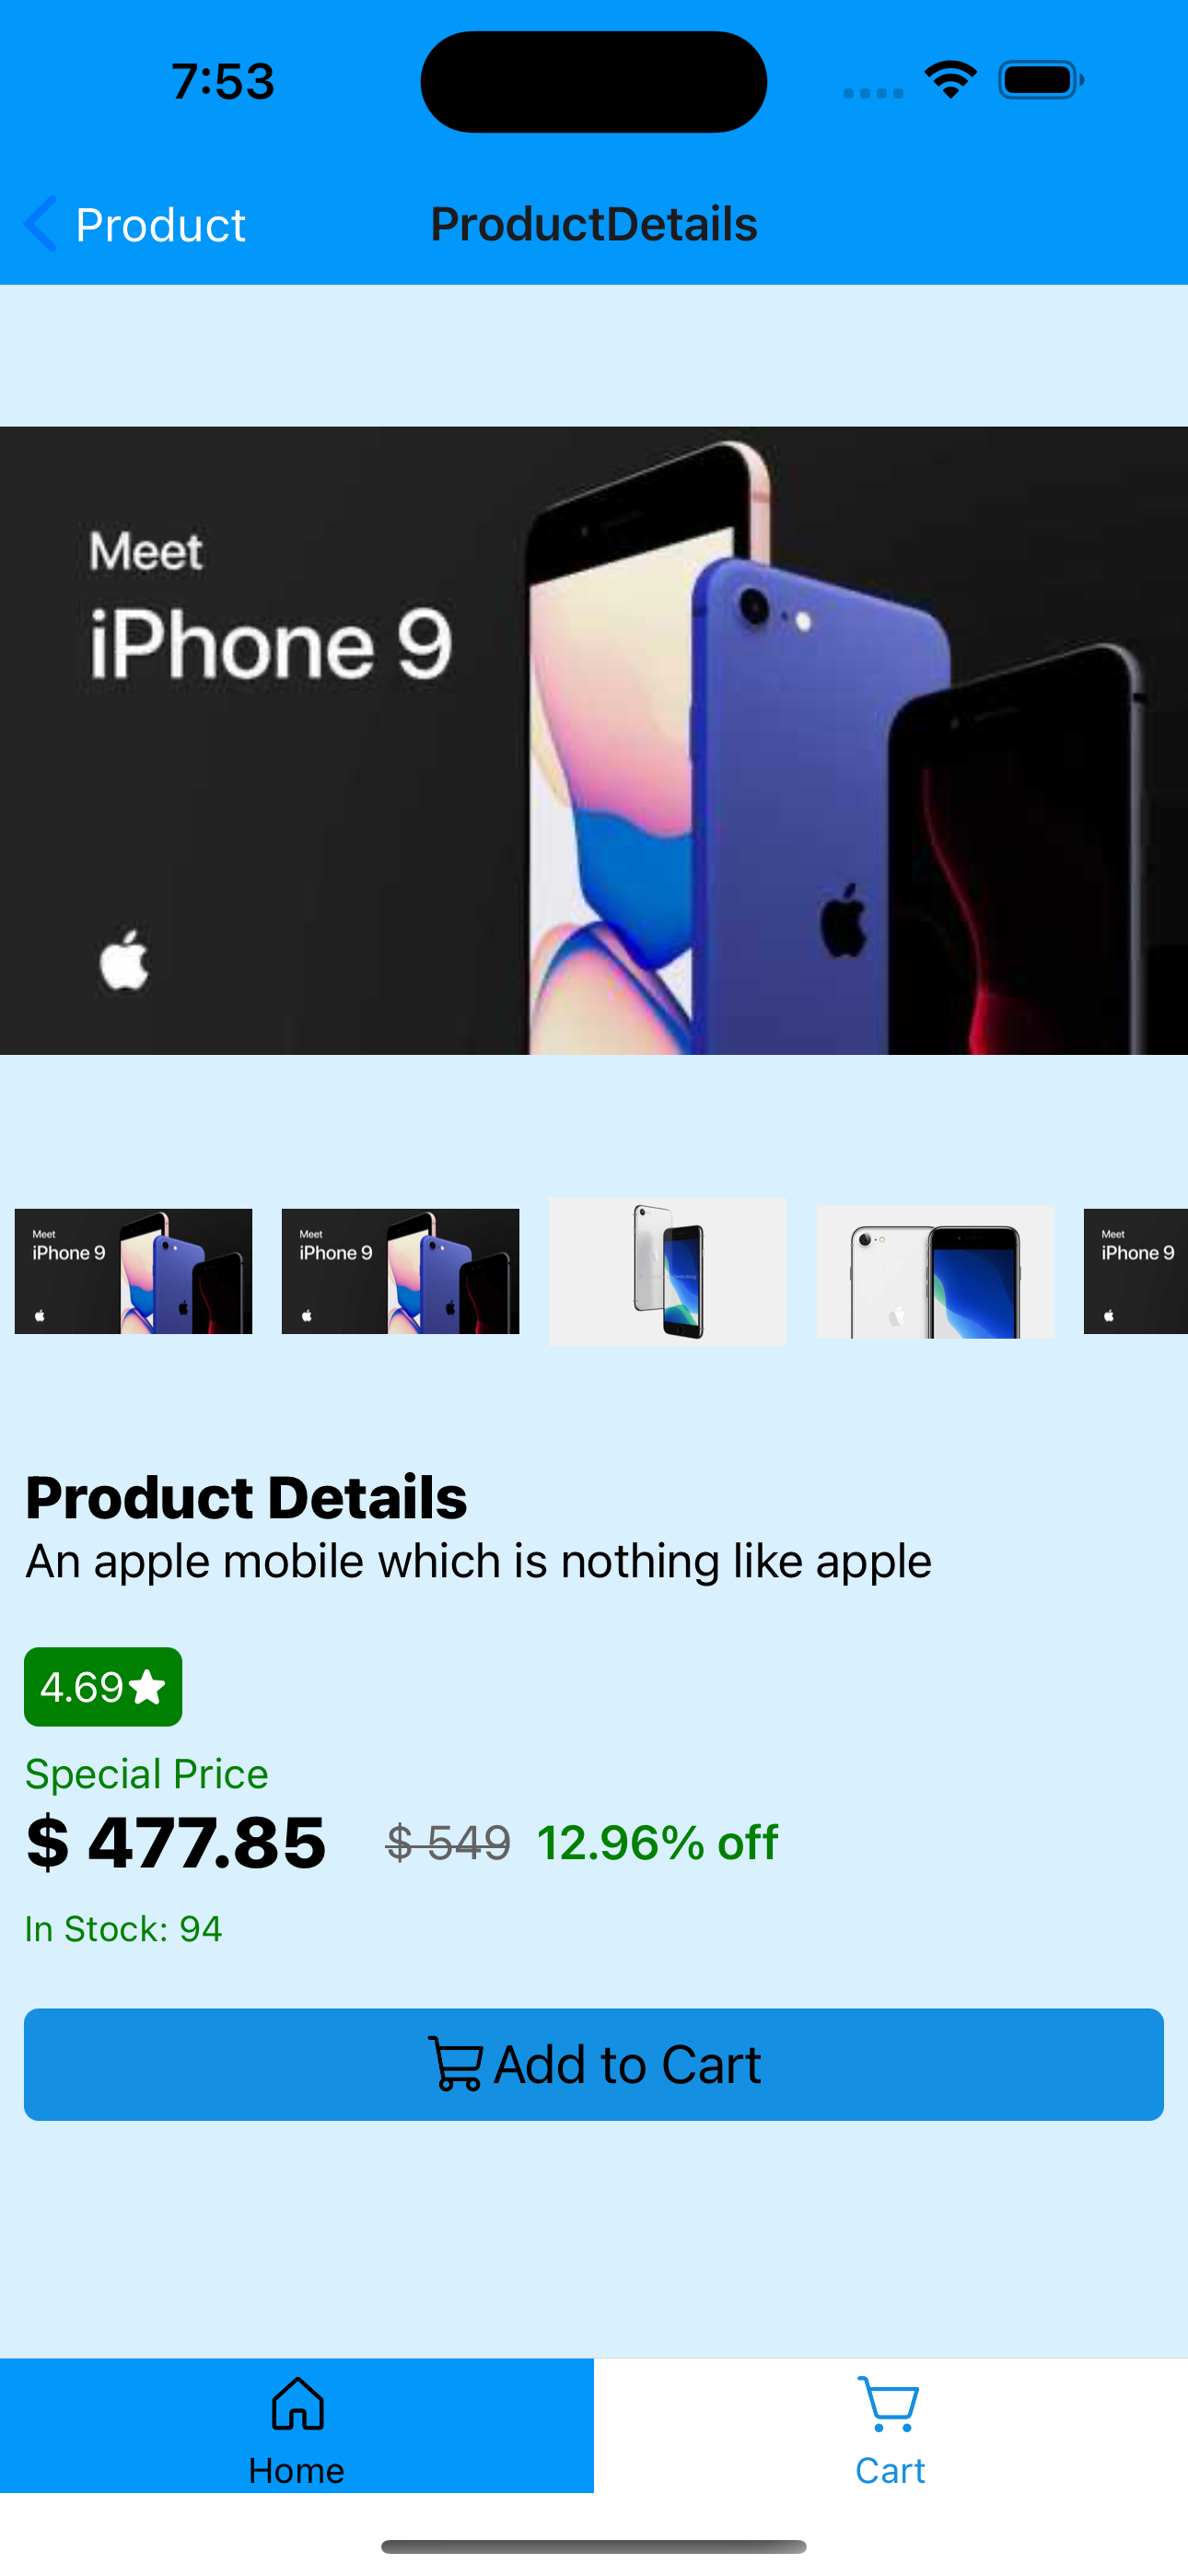 7:53
Product
ProductDetails
Meet
iPhone 9
Meet
iPhone 9
Meet
iPhone 9
Meet
iPhone 9
Product Details
An apple mobile which is nothing like apple
4.69
Special Price
$ 477.85 $ 549 12.96% off
In Stock: 94
Add to Cart
Home
Cart